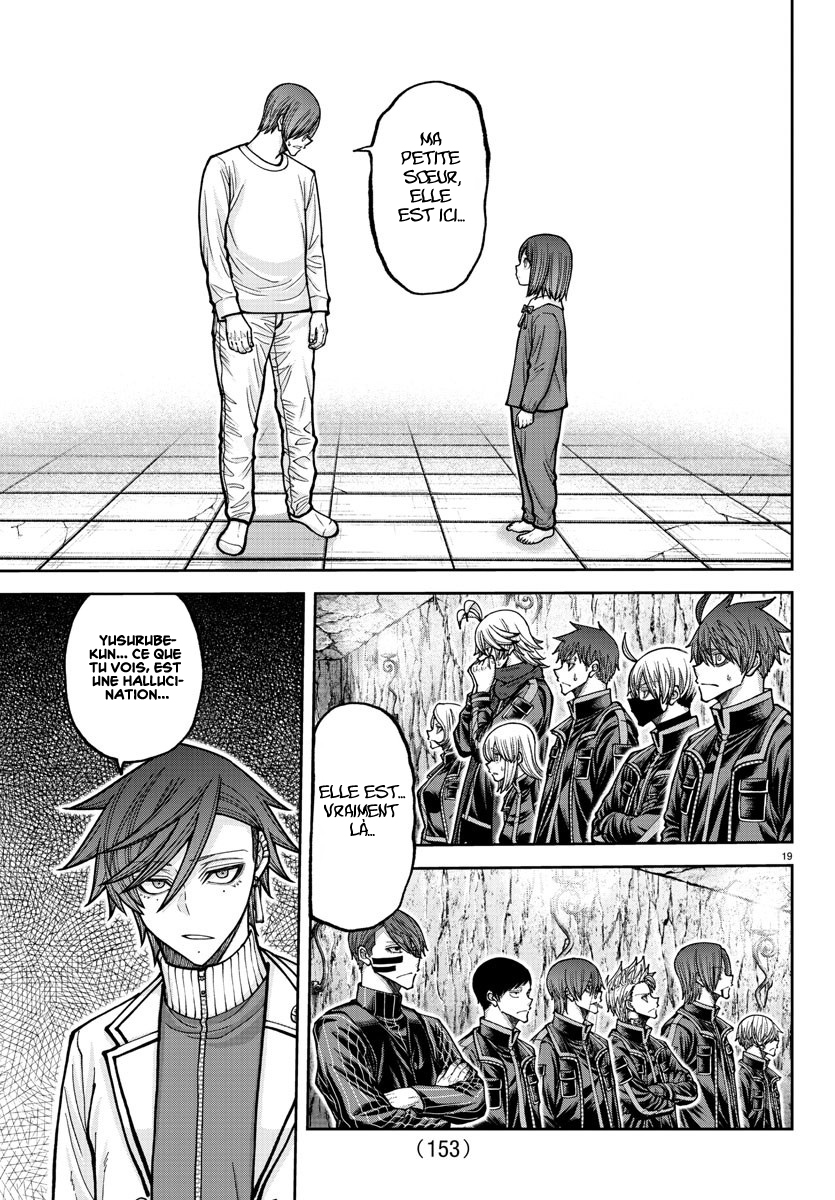 MA
PETITE
SŒUR,
ELLE
EST ICI...
ELLE EST...
VRAIMENT
LÀ...
19
YUSURUBE-
KUN... CE QUE
TU VOIS, EST
UNE HALLUCI-
NATION...
(153)